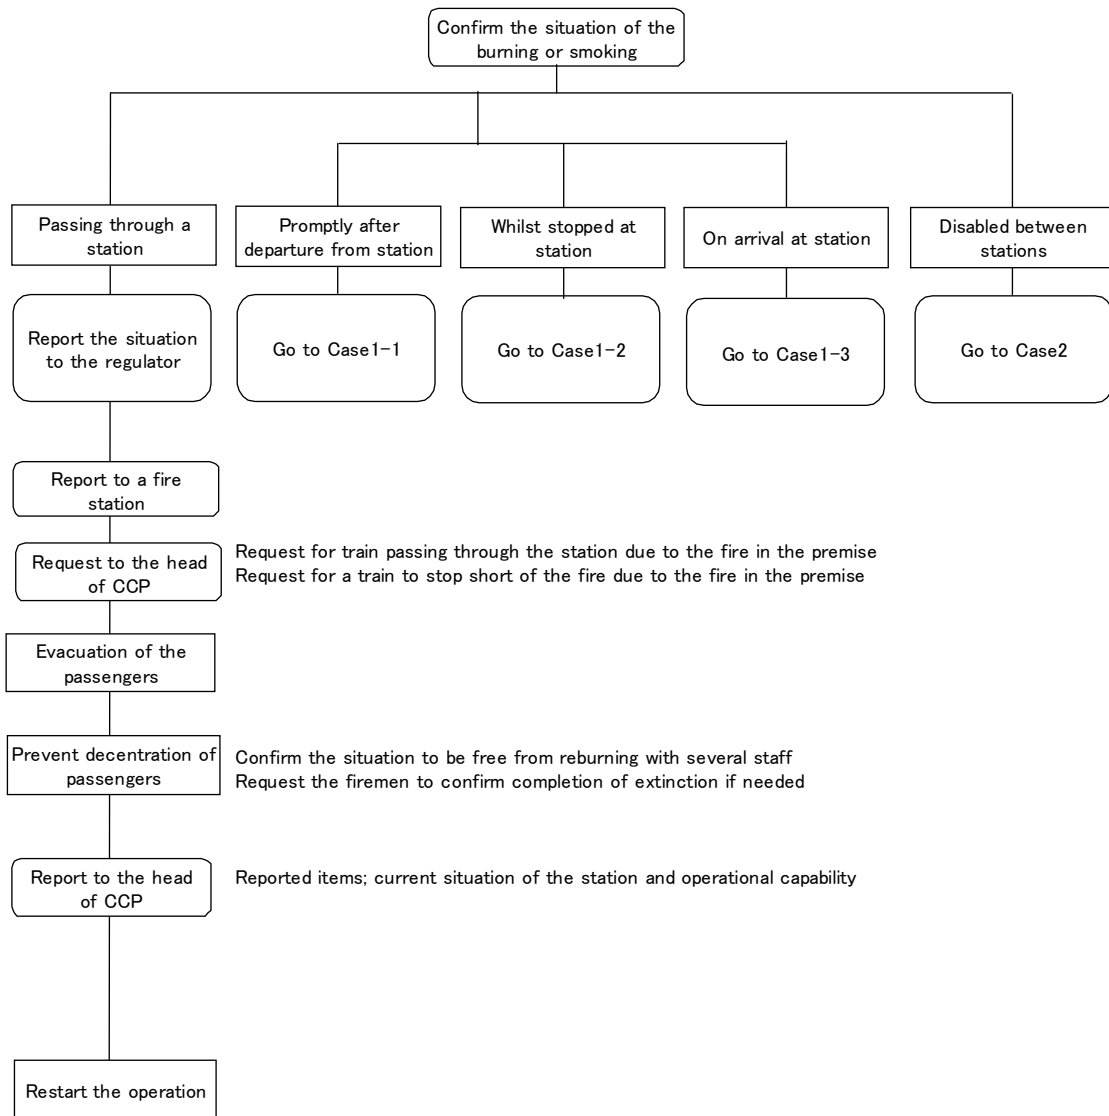 Confirm the situation of the
burning or smoking
Passing through a
station
Promptly after
departure from station
Whilst stopped at
station
On arrival at station
Disabled between
stations
Report the situation
to the regulator
Go to Case1-1
Go to Case1-2
Go to Case1-3
Go to Case2
Report to a fire
station
Request to the head
of CCP
Request for train passing through the station due to the fire in the premise
Request for a train to stop short of the fire due to the fire in the premise
Evacuation of the
passengers
Prevent decentration of
passengers
Confirm the situation to be free from reburning with several staff
Request the firemen to confirm completion of extinction if needed
Report to the head
of CCP
Reported items; current situation of the station and operational capability
Restart the operation